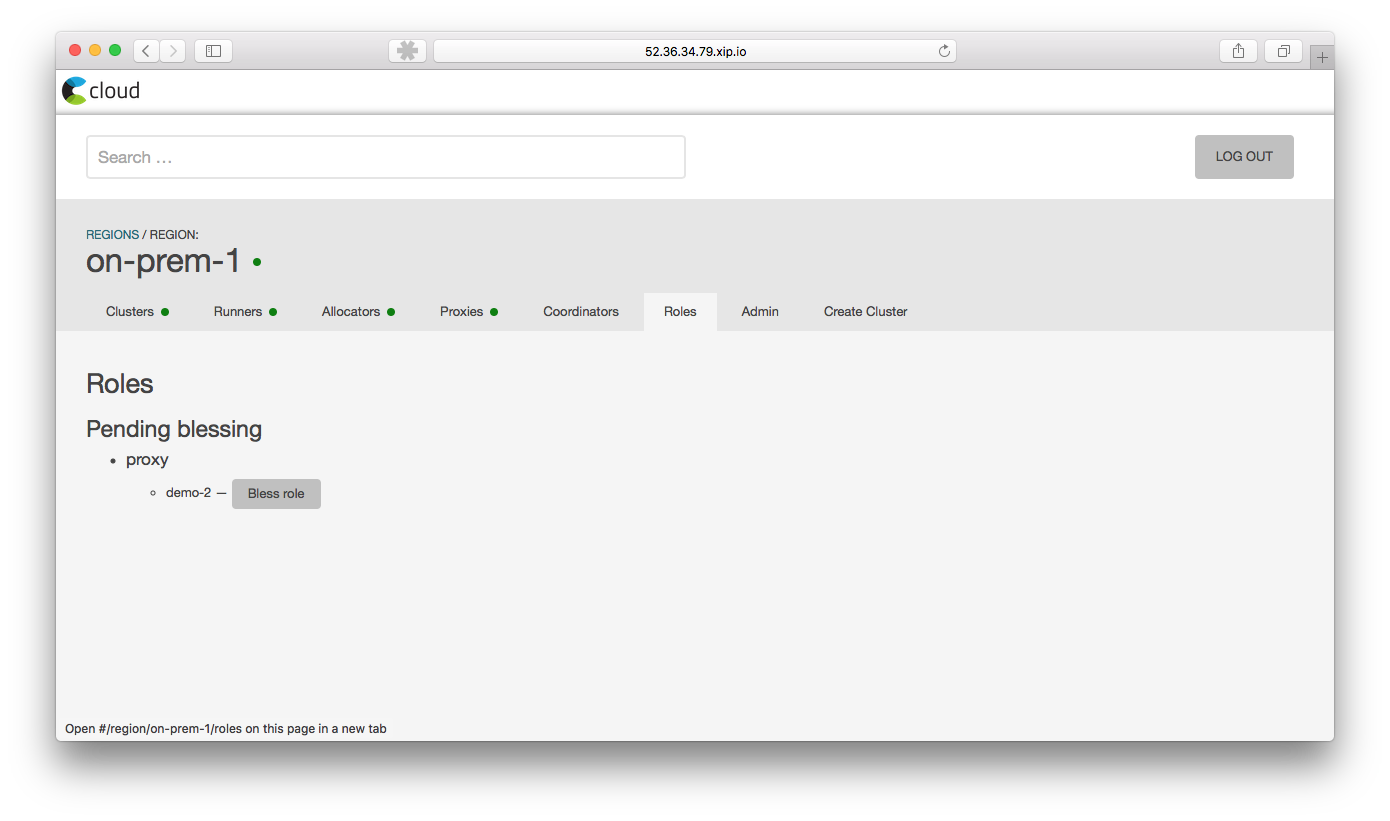 52.36.34.79.xip.io
cloud
Search …
LOG OUT
REGIONS / REGION:
on-prem-1
Clusters Runners Allocators Proxies Coordinators Roles Admin Create Cluster
Roles
Pending blessing
proxy
demo-2 — Bless role
Open #/region/on-prem-1/roles on this page in a new tab